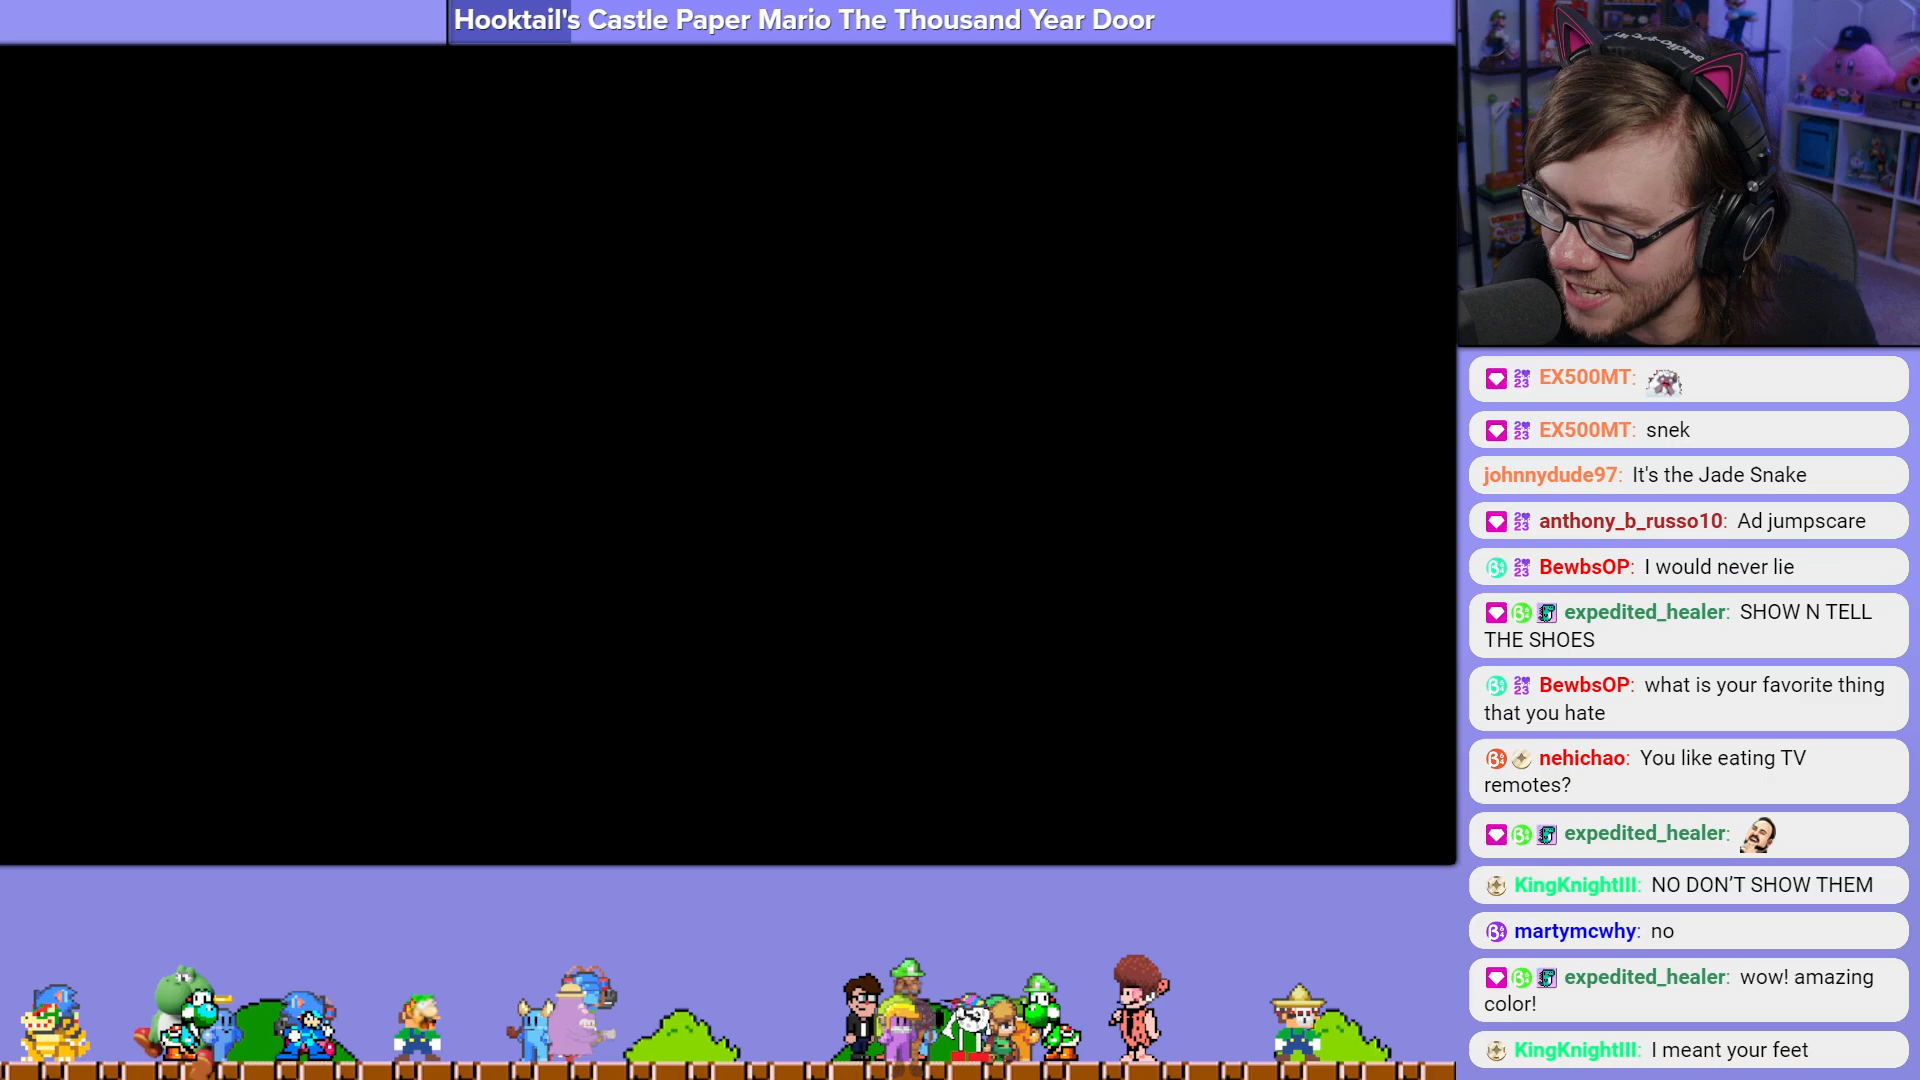 Hooktail's Castle Paper Mario The Thousand Year Door
EX500MT:
EX500MT: snek
johnnydude97: It's the Jade Snake
anthony_b_russo10: Ad jumpscare
BewbsOP: I would never lie
expedited_healer: SHOW N TELL
THE SHOES
BewbsOP: what is your favorite thing
that you hate
nehichao: You like eating TV
remotes?
expedited_healer:
KingKnightIII: NO DON’T SHOW THEM
martymcwhy: no
expedited_healer: wow! amazing
color!
KingKnightIII: I meant your feet